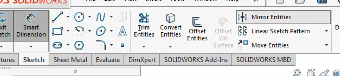 SOLIDWORKS
Smart Dimension
Trim Entities
Convert Entities
Offset Entities
Offset On Surface
Mirror Entities
Linear Sketch Pattern
Move Entities
Features
Sketch
Sheet Metal
Evaluate
DimXpert
SOLIDWORKS Add-Ins
SOLIDWORKS MBD